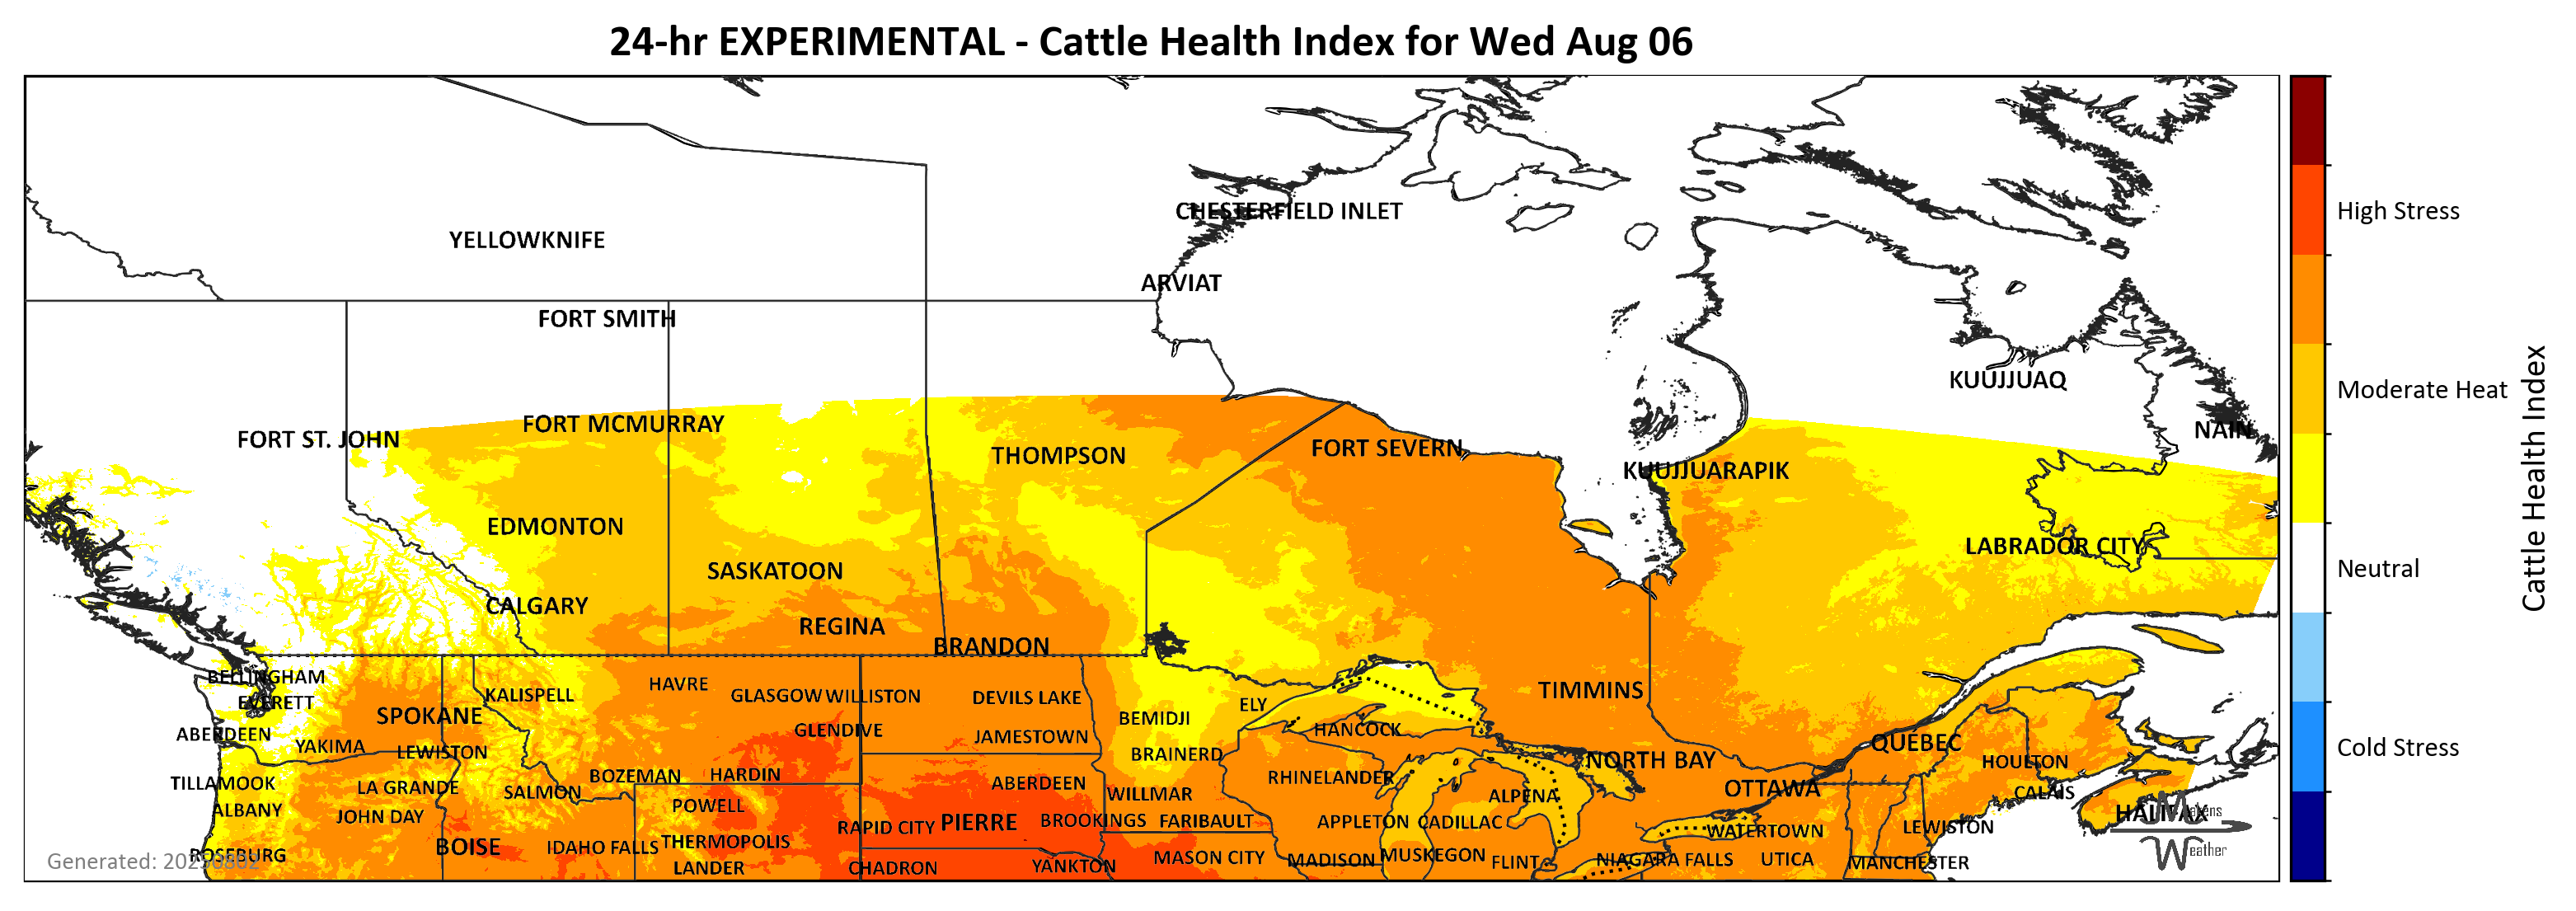 24-hr EXPERIMENTAL - Cattle Health Index for Wed Aug 06
CHESTERFIELD INLET
YELLOWKNIFE
ARVIAT
FORT SMITH
KUUJJUAQ
FORT MCMURRAY
FORT ST. JOHN
NAIN
FORT SEVERN
THOMPSON
KUUJJUARAPIK
EDMONTON
LABRADOR CITY
SASKATOON
CALGARY
REGINA
BRANDON
BELLINGHAM
HAVRE
KALISPELL
GLASGOW
WILLISTON
DEVILS LAKE
TIMMINS
EVERETT
ELY
SPOKANE
BEMIDJI
GLENDIVE
HANCOCK
ABERDEEN
JAMESTOWN
QUEBEC
YAKIMA
LEWISTON
BRAINERD
NORTH BAY
HOULTON
BOZEMAN
HARDIN
RHINELANDER
TILLAMOOK
LA GRANDE
ABERDEEN
OTTAWA
SALMON
WILLMAR
CALAIS
ALPENA
POWELL
ALBANY
JOHN DAY
HALIFAX
Makens
RAPID CITY
PIERRE
BROOKINGS
FARIBAULT
APPLETON
CADILLAC
WATERTOWN
LEWISTON
BOISE
IDAHO FALLS
THERMOPOLIS
Weather
ROSEBURG
MASON CITY
MADISON
MUSKEGON
FLINT
NIAGARA FALLS
UTICA
MANCHESTER
Generated: 20250802
LANDER
CHADRON
YANKTON
High Stress
Moderate Heat
Neutral
Cold Stress
Cattle Health Index